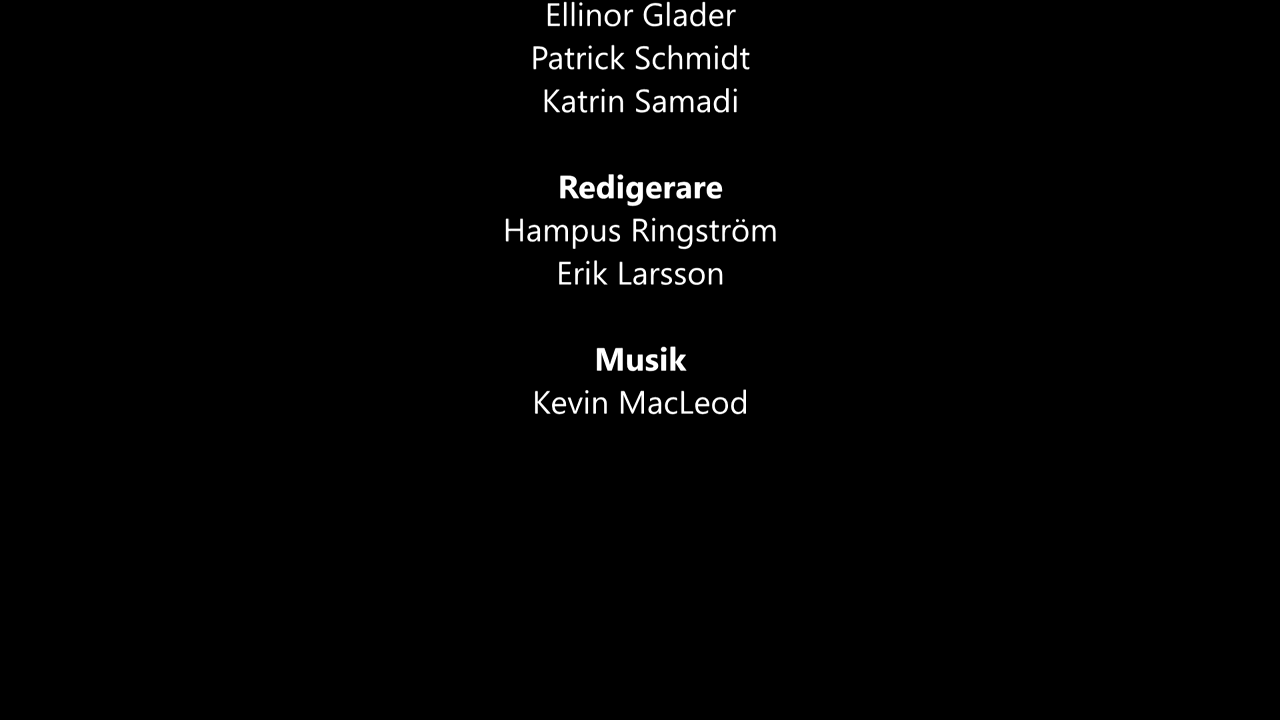 Ellinor Glader
Patrick Schmidt
Katrin Samadi
Redigerare
Hampus Ringström
Erik Larsson
Musik
Kevin MacLeod